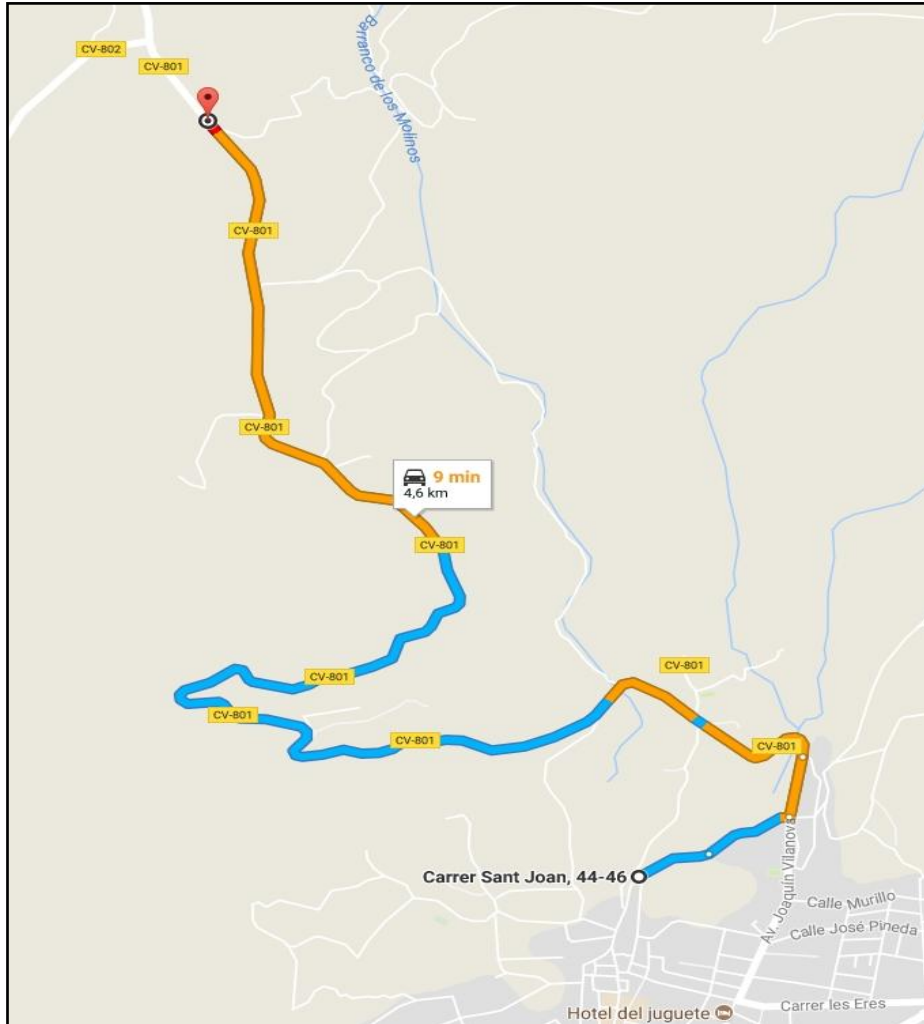 CV-802
CV-801
Barranco de los Molinos
CV-801
CV-801
9 min
4,6 km
CV-801
CV-801
CV-801
CV-801
CV-801
CV-801
Carrer Sant Joan, 44-46
Av. Joaquín Vilanova
Calle Murillo
Calle José Pineda
Hotel del juguete
Carrer les Eres